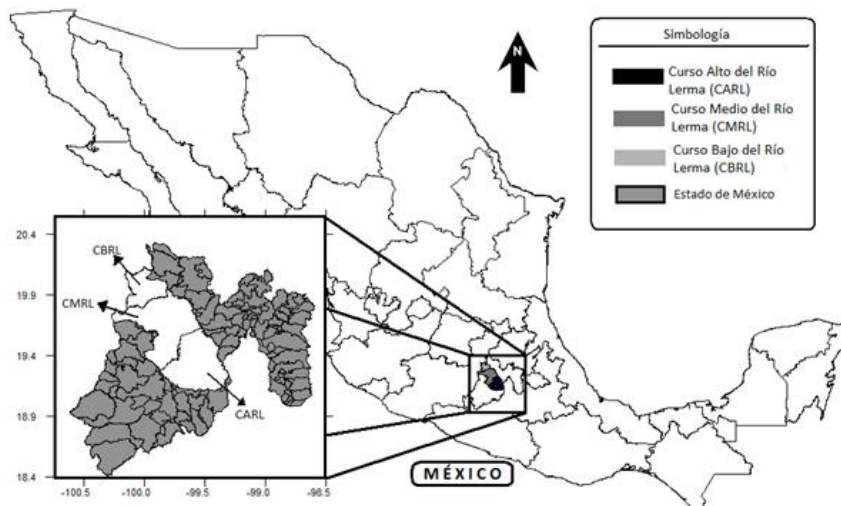 N
Simbología
Curso Alto del Río
Lerma (CARL)
Curso Medio del Río
Lerma (CMRL)
Curso Bajo del Río
Lerma (CBRL)
Estado de México
20.4
19.9
19.4
18.9
18.4
CBRL
CMRL
CARL
-100.5
-100.0
-99.5
-99.0
-98.5
MÉXICO